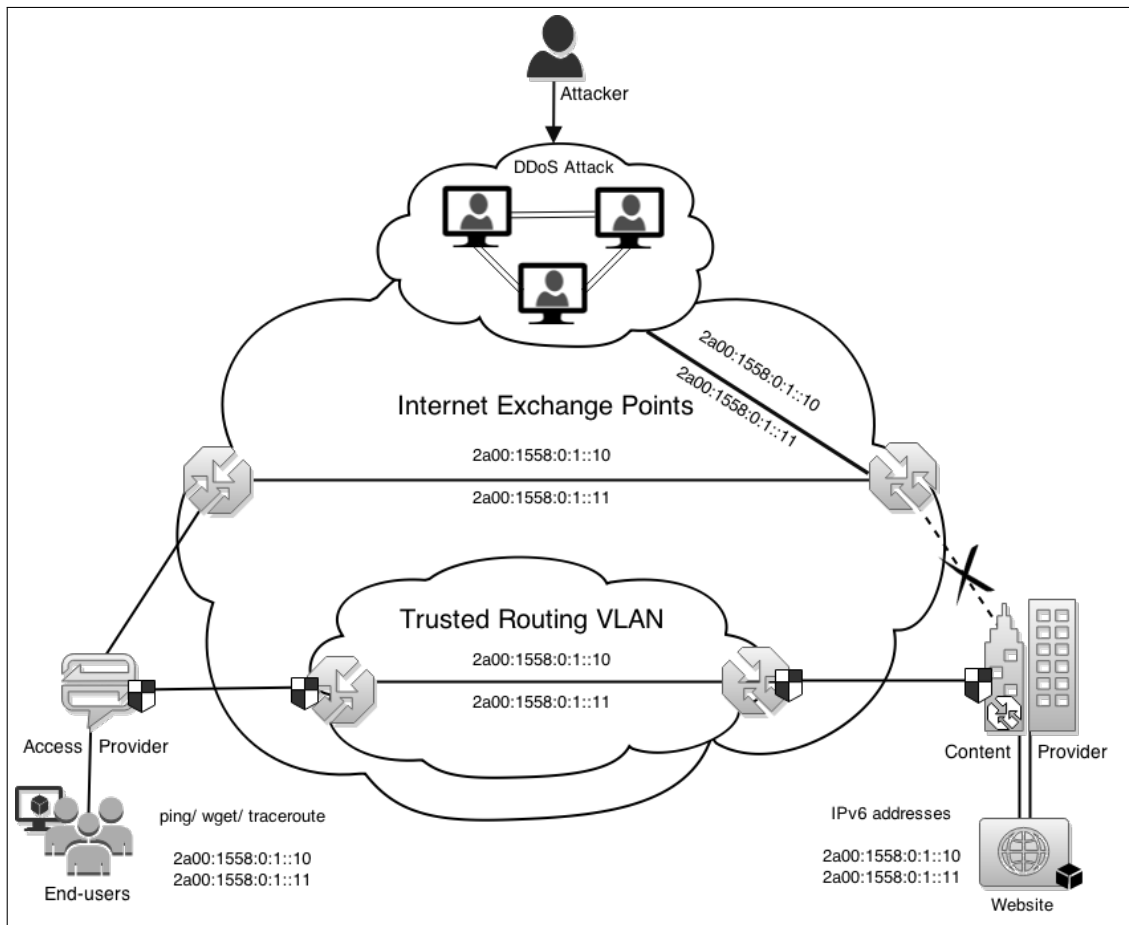 Attacker
DDoS Attack
2a00:1558:0:1::10
2a00:1558:0:1::11
Internet Exchange Points
2a00:1558:0:1::10
2a00:1558:0:1::11
Trusted Routing VLAN
2a00:1558:0:1::10
2a00:1558:0:1::11
Access Provider
Content Provider
ping/ wget/ traceroute
2a00:1558:0:1::10
2a00:1558:0:1::11
End-users
IPv6 addresses
2a00:1558:0:1::10
2a00:1558:0:1::11
Website